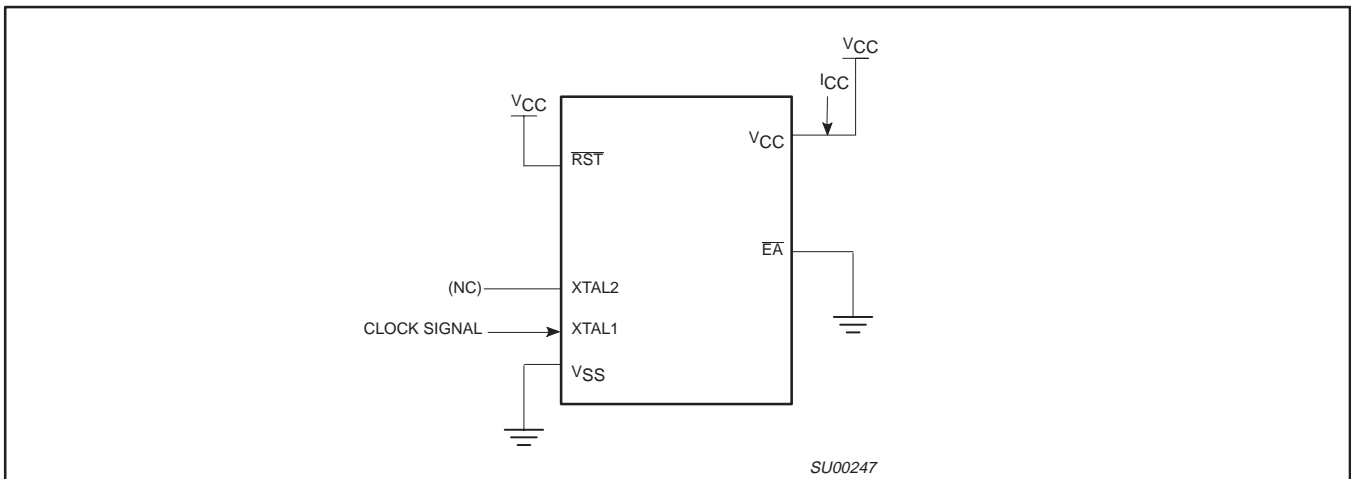 VCC
ICC
VCC
VCC
RST
EA
(NC)
XTAL2
CLOCK SIGNAL
XTAL1
VSS
SU00247